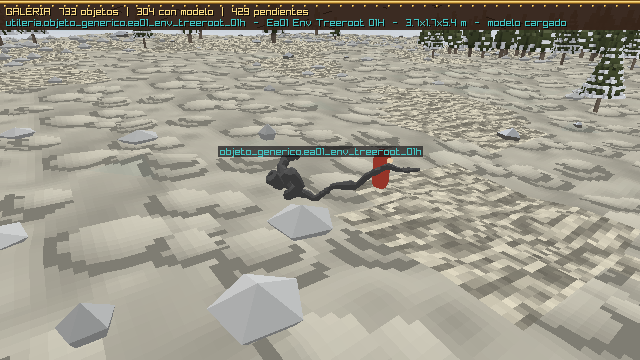 GALERÍA 733 objetos | 304 con modelo | 429 pendientes
utileria.objeto_generico.ea01_env_treeroot_01h - Ea01 Env Treeroot 01H - 3.7x1.7x5.4 m - modelo cargado
objeto_generico.ea01_env_treeroot_01h